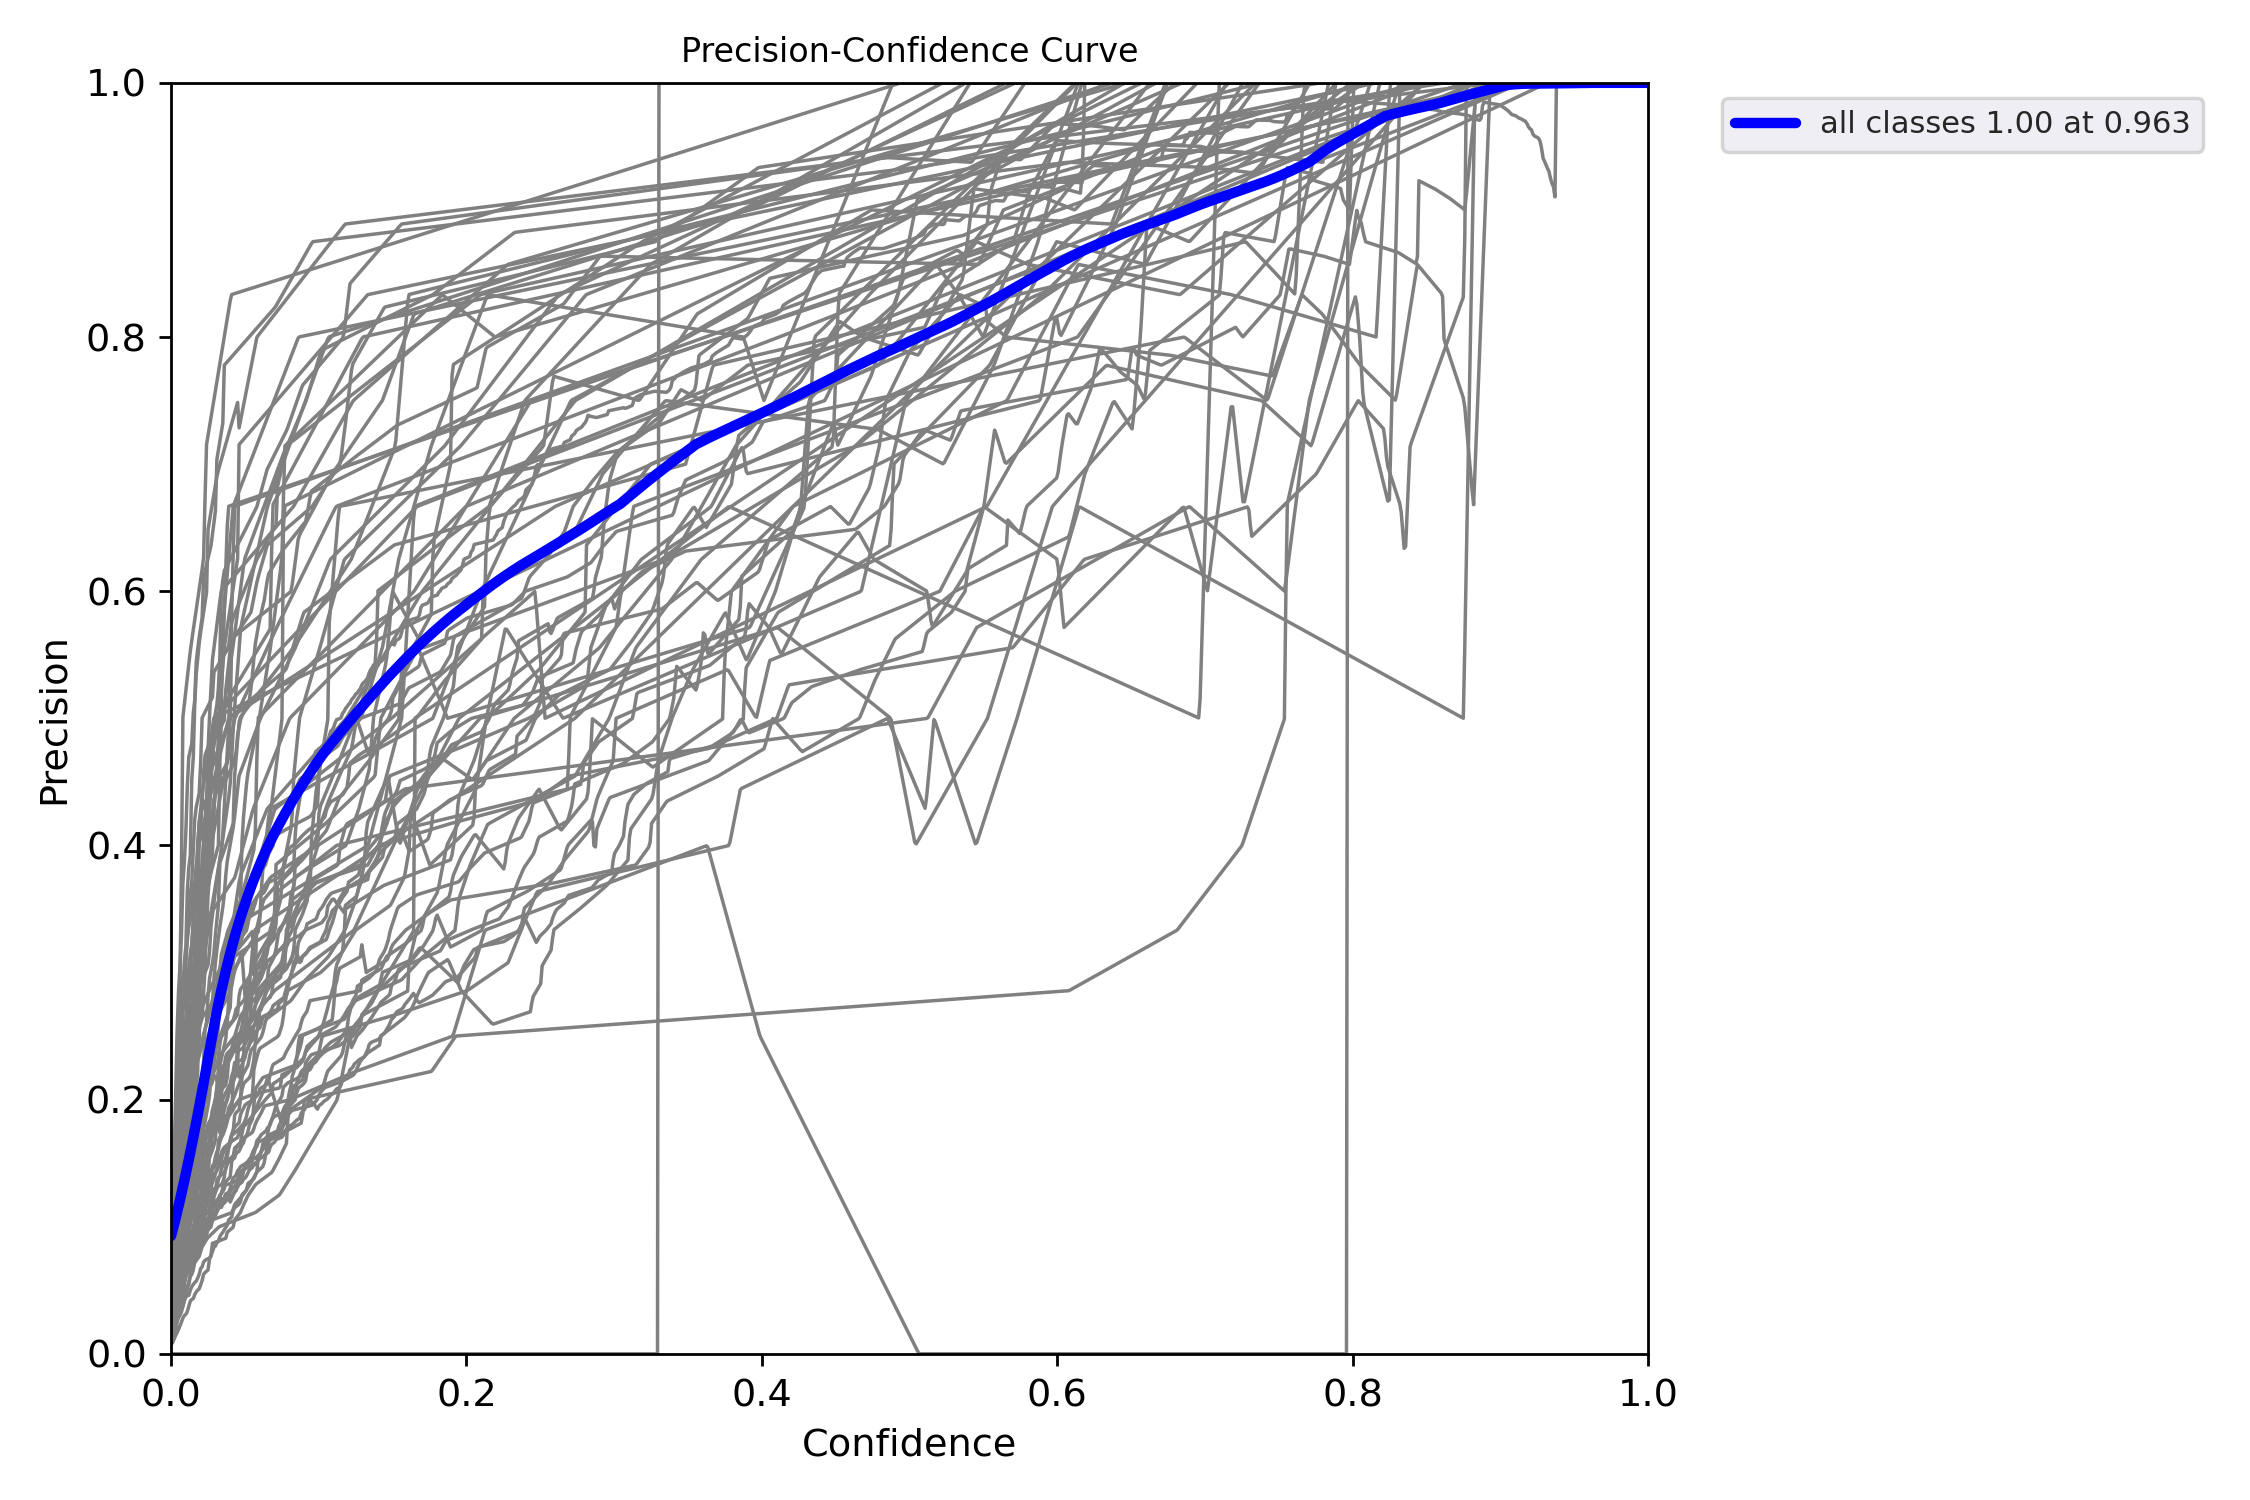 Precision-Confidence Curve
all classes 1.00 at 0.963
Precision
1.0
0.8
0.6
0.4
0.2
0.0
0.0 0.2 0.4 0.6 0.8 1.0
Confidence